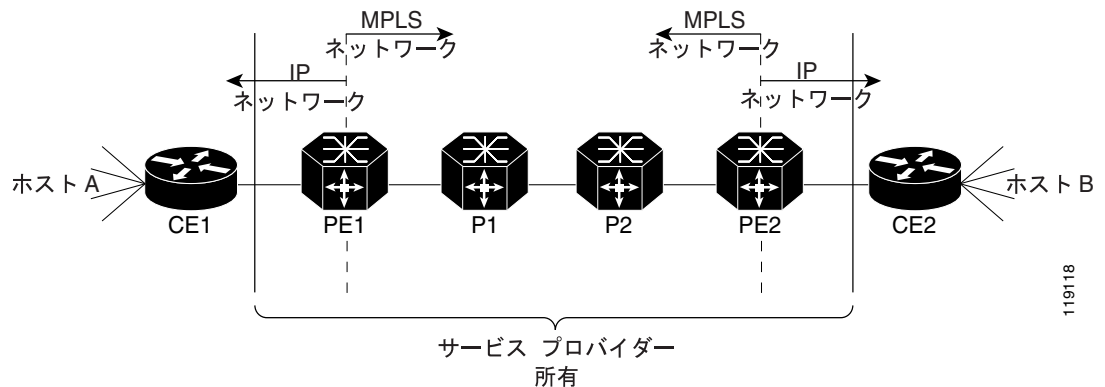 MPLS
ネットワーク
MPLS
ネットワーク
IP
ネットワーク
IP
ネットワーク
ホスト A
ホスト B
CE1
PE1
P1
P2
PE2
CE2
119118
サービス プロバイダー
所有